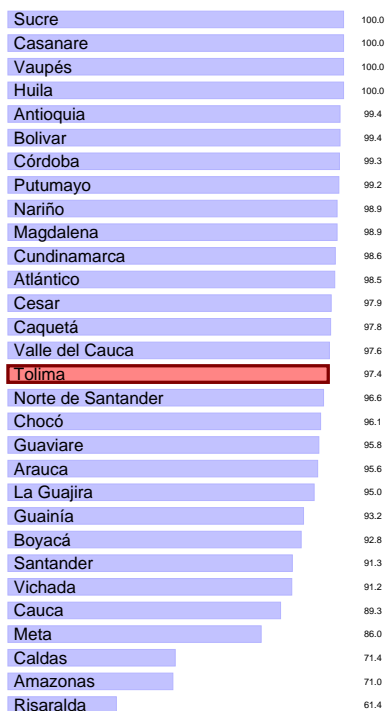 Sucre 100.0
Casanare 100.0
Vaupés 100.0
Huila 100.0
Antioquia 99.4
Bolivar 99.4
Córdoba 99.3
Putumayo 99.2
Nariño 98.9
Magdalena 98.9
Cundinamarca 98.6
Atlántico 98.5
Cesar 97.9
Caquetá 97.8
Valle del Cauca 97.6
Tolima 97.4
Norte de Santander 96.6
Chocó 96.1
Guaviare 95.8
Arauca 95.6
La Guajira 95.0
Guainía 93.2
Boyacá 92.8
Santander 91.3
Vichada 91.2
Cauca 89.3
Meta 86.0
Caldas 71.4
Amazonas 71.0
Risaralda 61.4